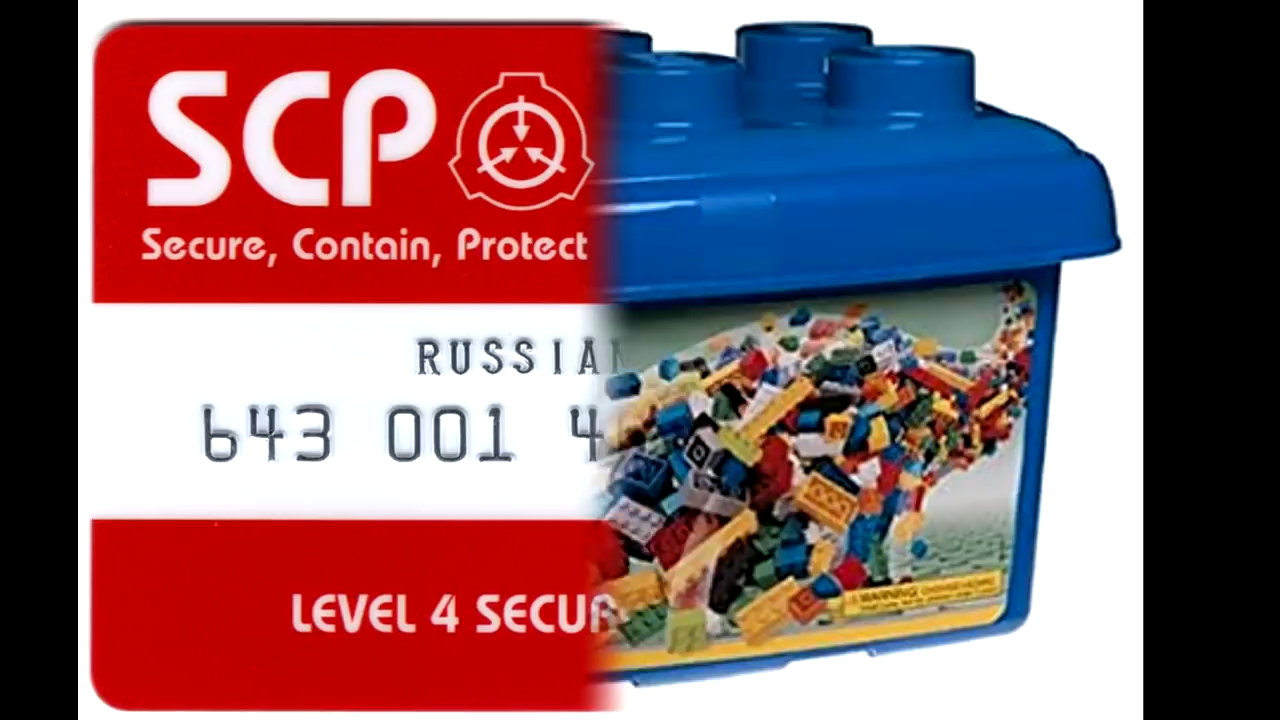 SCP
Secure, Contain, Protect
RUSSIAN
643 001 4
LEVEL 4 SECUR
WARNING: